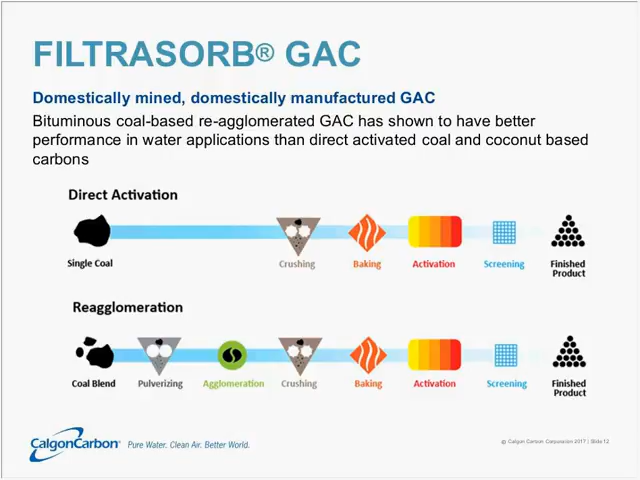 FILTRASORB® GAC
Domestically mined, domestically manufactured GAC
Bituminous coal-based re-agglomerated GAC has shown to have better
performance in water applications than direct activated coal and coconut based
carbons
Direct Activation
Single Coal
Crushing
Baking
Activation
Screening
Finished
Product
Reagglomeration
Coal Blend
Pulverizing
Agglomeration
Crushing
Baking
Activation
Screening
Finished
Product
CalgonCarbon® Pure Water. Clean Air. Better World.
© Calgon Carbon Corporation 2017 | Slide 12